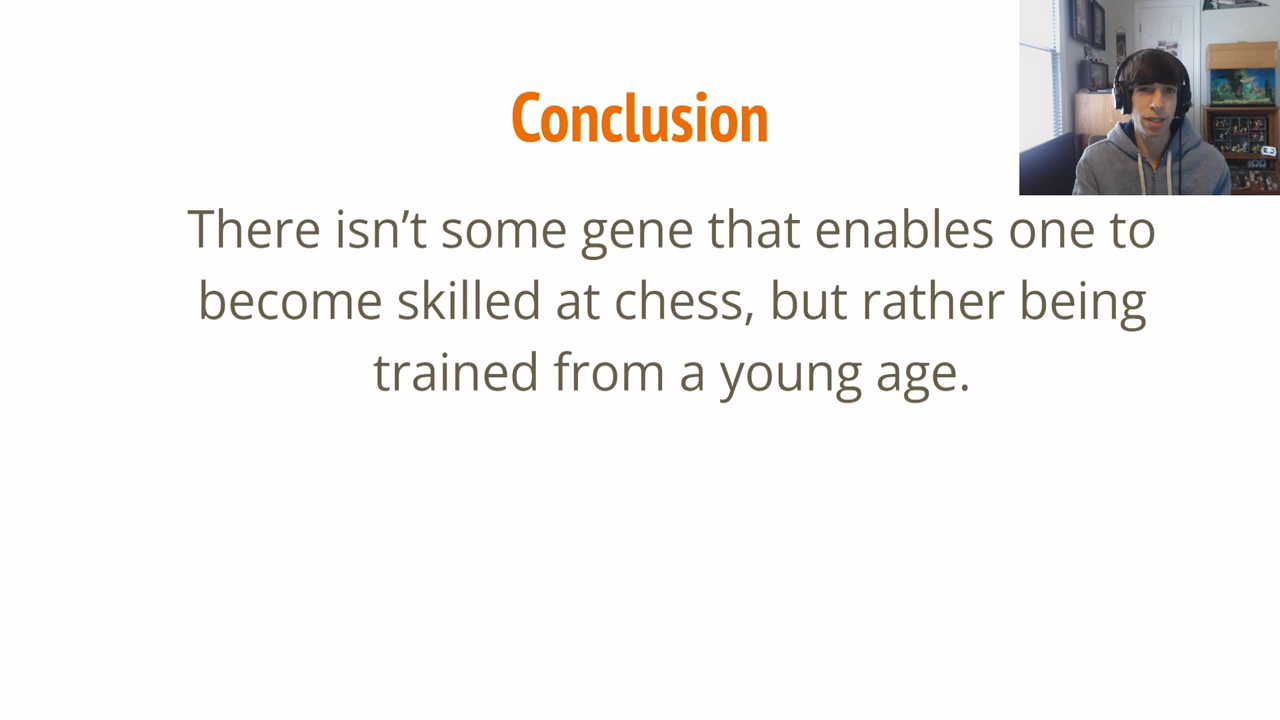 Conclusion
There isn’t some gene that enables one to
become skilled at chess, but rather being
trained from a young age.